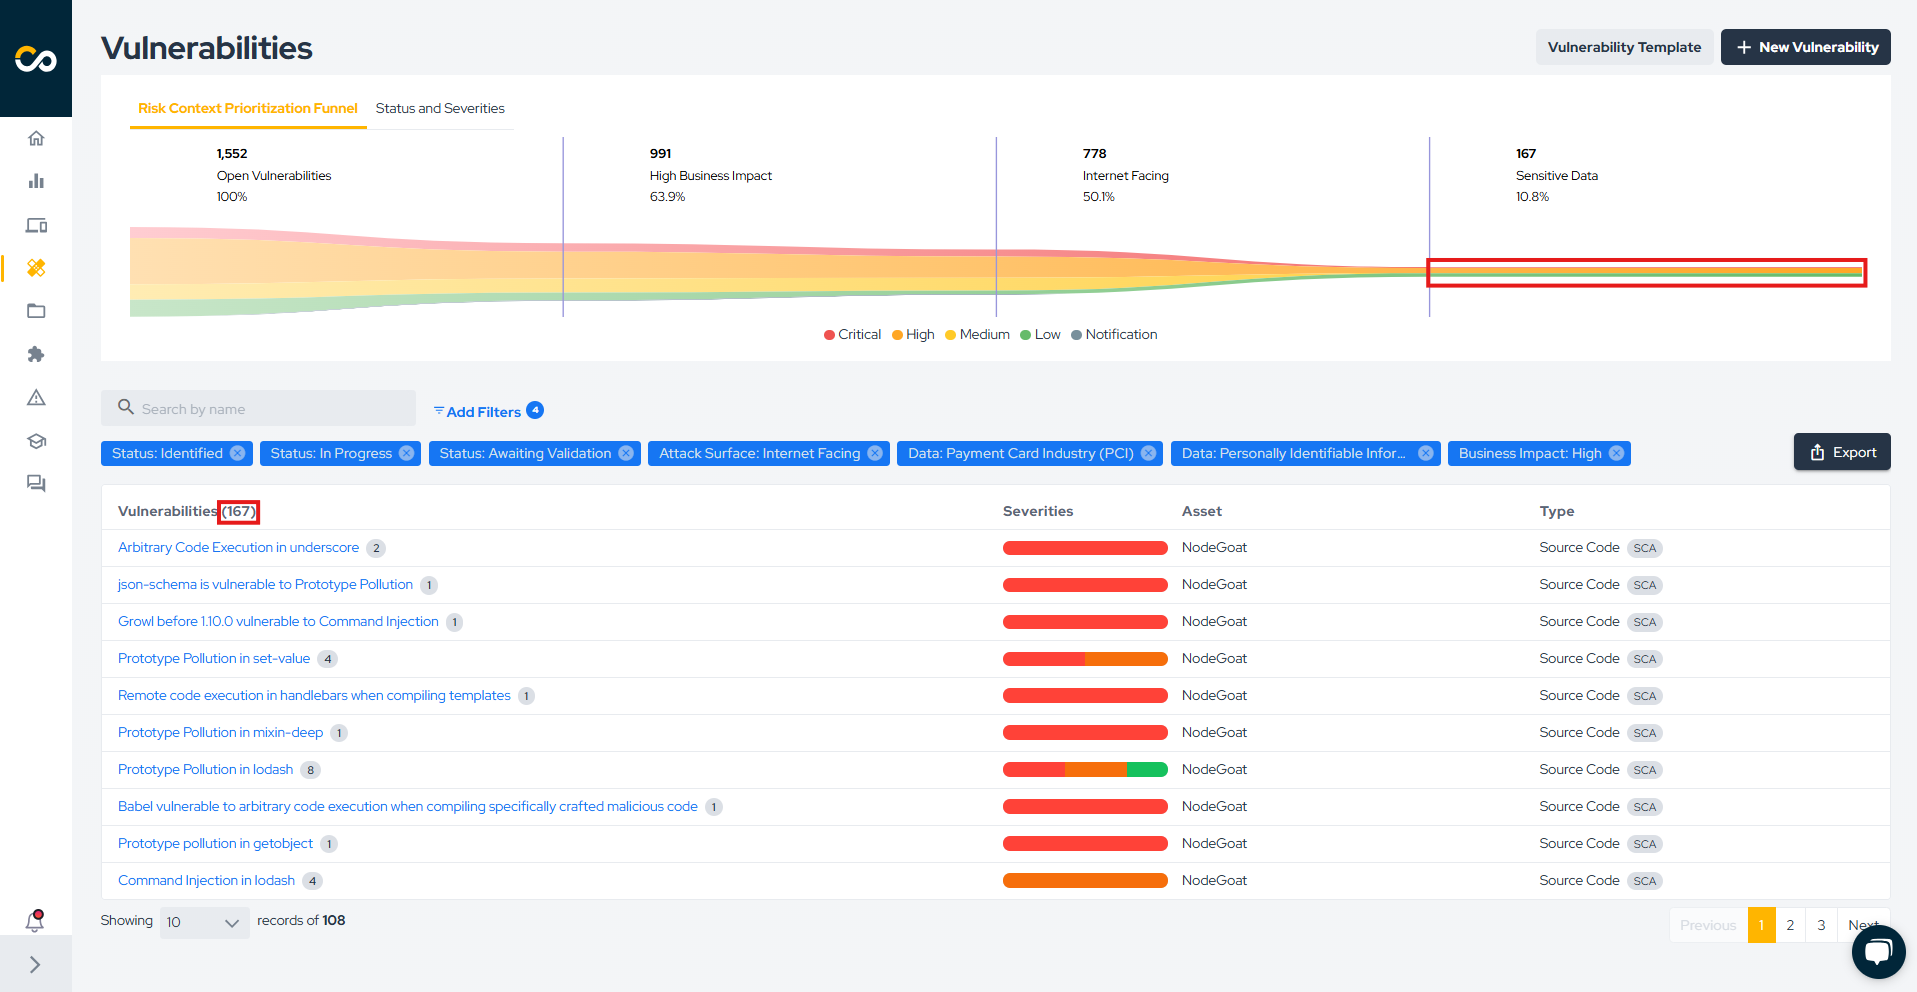 Vulnerabilities
Vulnerability Template
+ New Vulnerability
Risk Context Prioritization Funnel
Status and Severities
1,552
Open Vulnerabilities
100%
991
High Business Impact
63.9%
778
Internet Facing
50.1%
167
Sensitive Data
10.8%
Critical High Medium Low Notification
Search by name
Add Filters 4
Status: Identified
Status: In Progress
Status: Awaiting Validation
Attack Surface: Internet Facing
Data: Payment Card Industry (PCI)
Data: Personally Identifiable Infor...
Business Impact: High
Export
Vulnerabilities (167) Severities Asset Type
Arbitrary Code Execution in underscore 2 NodeGoat Source Code SCA
json-schema is vulnerable to Prototype Pollution 1 NodeGoat Source Code SCA
Growl before 1.10.0 vulnerable to Command Injection 1 NodeGoat Source Code SCA
Prototype Pollution in set-value 4 NodeGoat Source Code SCA
Remote code execution in handlebars when compiling templates 1 NodeGoat Source Code SCA
Prototype Pollution in mixin-deep 1 NodeGoat Source Code SCA
Prototype Pollution in lodash 8 NodeGoat Source Code SCA
Babel vulnerable to arbitrary code execution when compiling specifically crafted malicious code 1 NodeGoat Source Code SCA
Prototype pollution in getobject 1 NodeGoat Source Code SCA
Command Injection in lodash 4 NodeGoat Source Code SCA
Showing 10 records of 108
Previous 1 2 3 Next